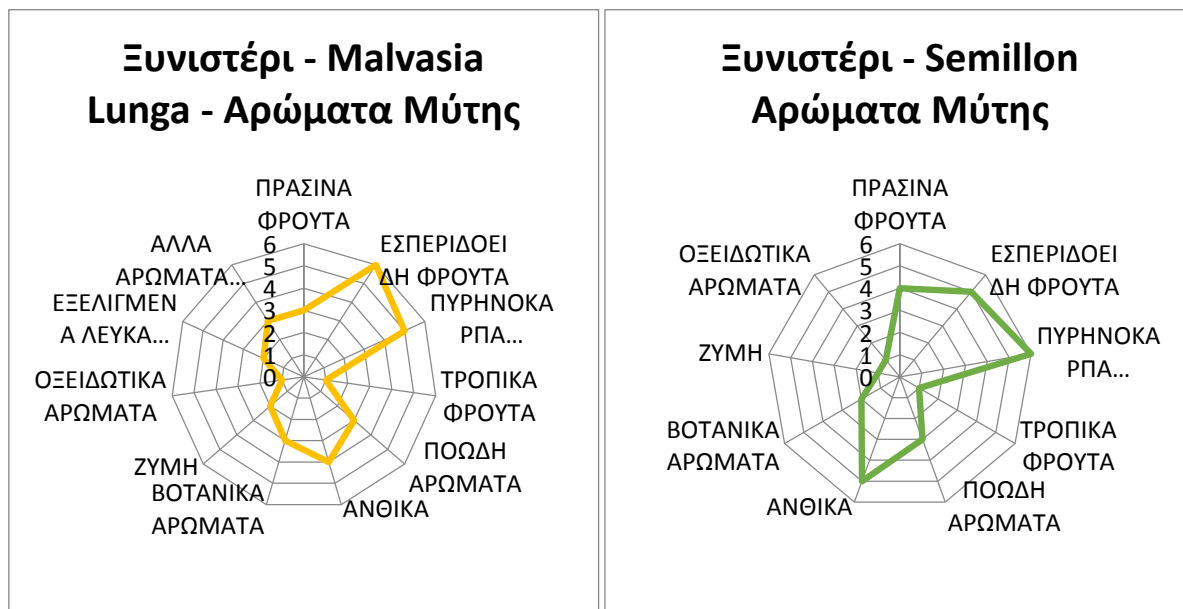 Ξυνιστέρι - Malvasia
Lunga - Αρώματα Μύτης
ΠΡΑΣΙΝΑ
ΦΡΟΥΤΑ
ΕΣΠΕΡΙΔΟΕΙ
ΔΗ ΦΡΟΥΤΑ
ΠΥΡΗΝΟΚΑ
ΡΠΑ...
ΤΡΟΠΙΚΑ
ΦΡΟΥΤΑ
ΠΟΩΔΗ
ΑΡΩΜΑΤΑ
ΑΝΘΙΚΑ
ΒΟΤΑΝΙΚΑ
ΑΡΩΜΑΤΑ
ΖΥΜΗ
ΟΞΕΙΔΩΤΙΚΑ
ΑΡΩΜΑΤΑ
ΕΞΕΛΙΓΜΕΝ
Α ΛΕΥΚΑ...
ΑΛΛΑ
ΑΡΩΜΑΤΑ...
6
5
4
3
2
1
0
Ξυνιστέρι - Semillon
Αρώματα Μύτης
ΠΡΑΣΙΝΑ
ΦΡΟΥΤΑ
ΕΣΠΕΡΙΔΟΕΙ
ΔΗ ΦΡΟΥΤΑ
ΠΥΡΗΝΟΚΑ
ΡΠΑ...
ΤΡΟΠΙΚΑ
ΦΡΟΥΤΑ
ΠΟΩΔΗ
ΑΡΩΜΑΤΑ
ΑΝΘΙΚΑ
ΒΟΤΑΝΙΚΑ
ΑΡΩΜΑΤΑ
ΖΥΜΗ
ΟΞΕΙΔΩΤΙΚΑ
ΑΡΩΜΑΤΑ
6
5
4
3
2
1
0